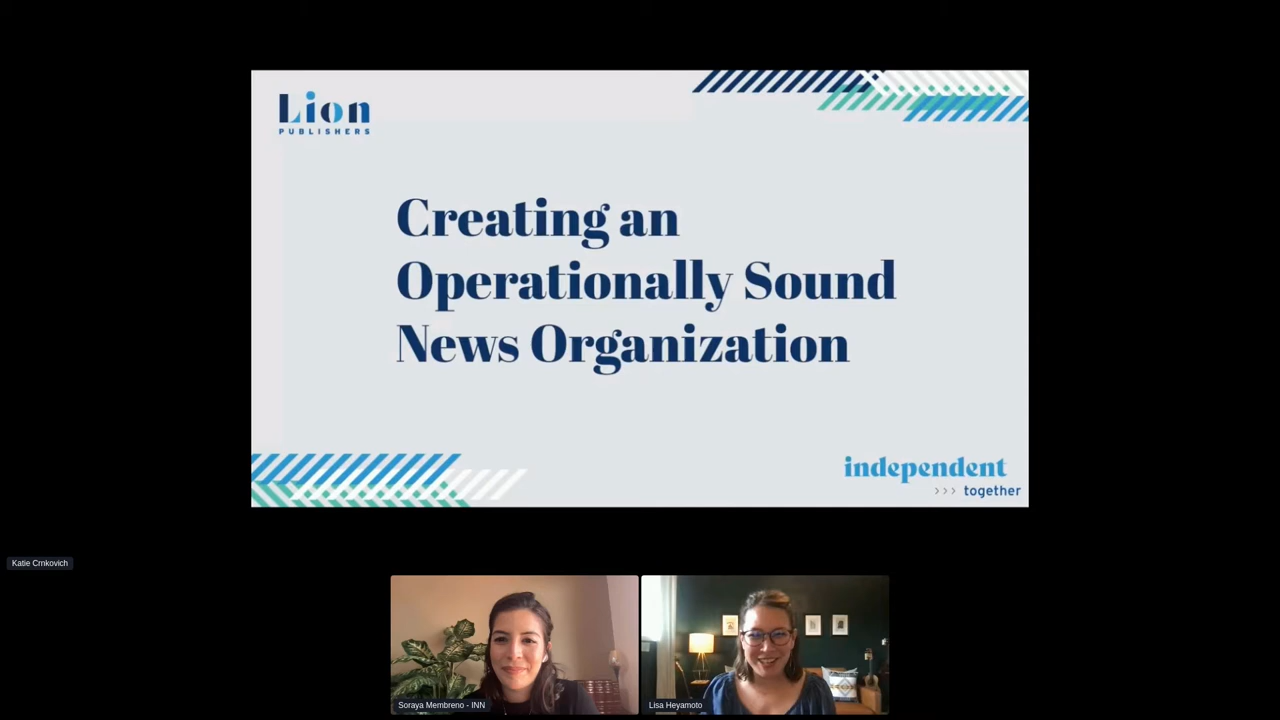 Lion
PUBLISHERS
Creating an
Operationally Sound
News Organization
independent
>>> together
Katie Crnkovich
Soraya Membreno - INN
Lisa Heyamoto